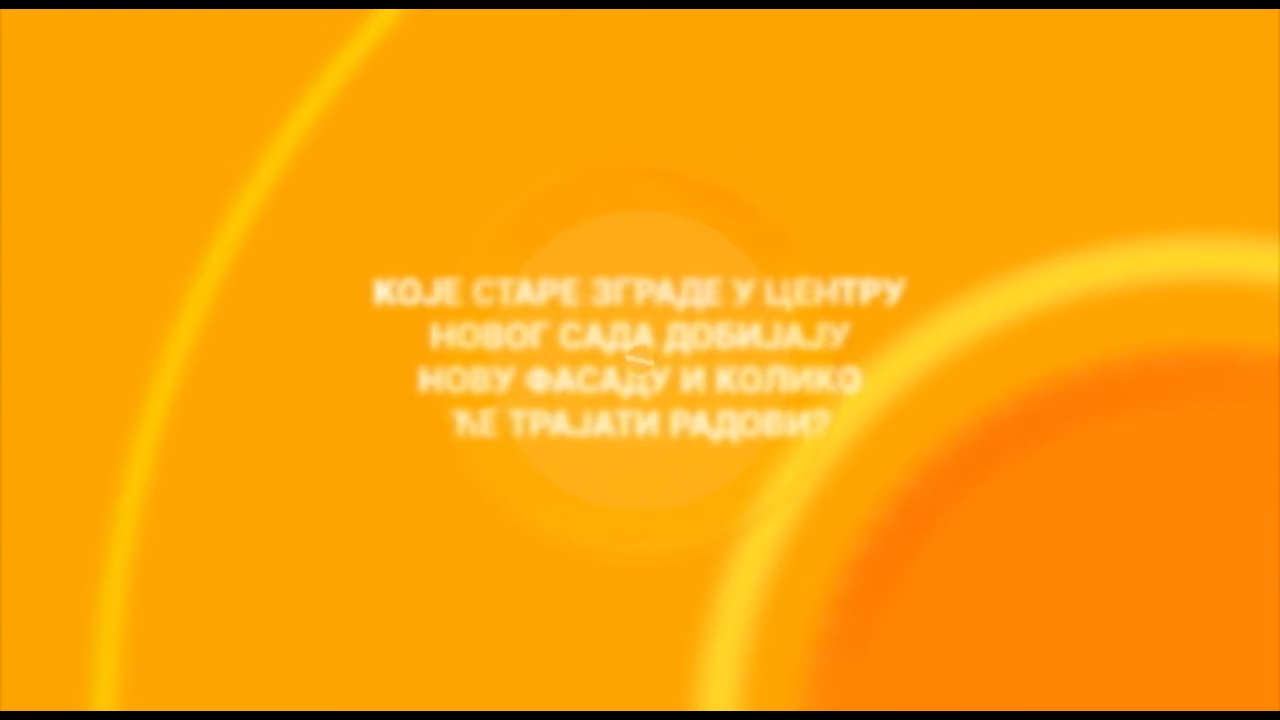 КОЈЕ СТАРЕ ЗГРАДЕ У ЦЕНТРУ
НОВОГ САДА ДОБИЈАЈУ
НОВУ ФАСАДУ И КОЛИКО
ЋЕ ТРАЈАТИ РАДОВИ?